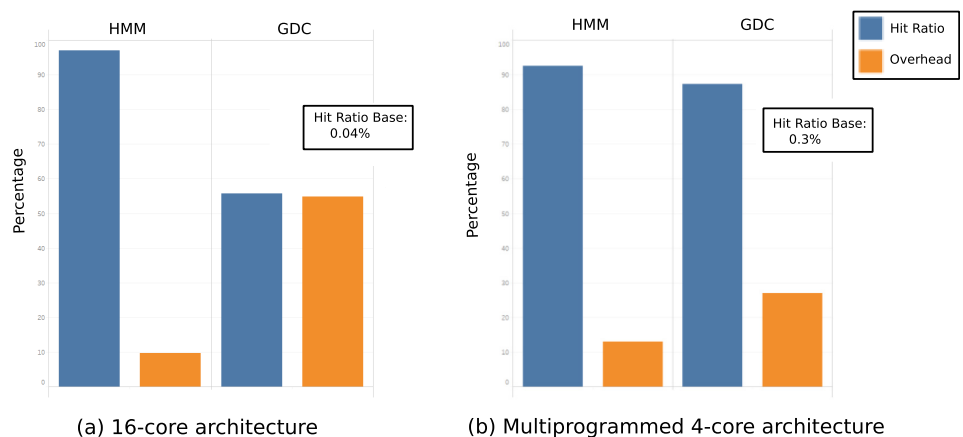 HMM
GDC
100
90
80
70
60
50
40
30
20
10
0
Percentage
Hit Ratio Base:
0.04%
(a) 16-core architecture
HMM
GDC
100
90
80
70
60
50
40
30
20
10
0
Percentage
Hit Ratio Base:
0.3%
(b) Multiprogrammed 4-core architecture
Hit Ratio
Overhead